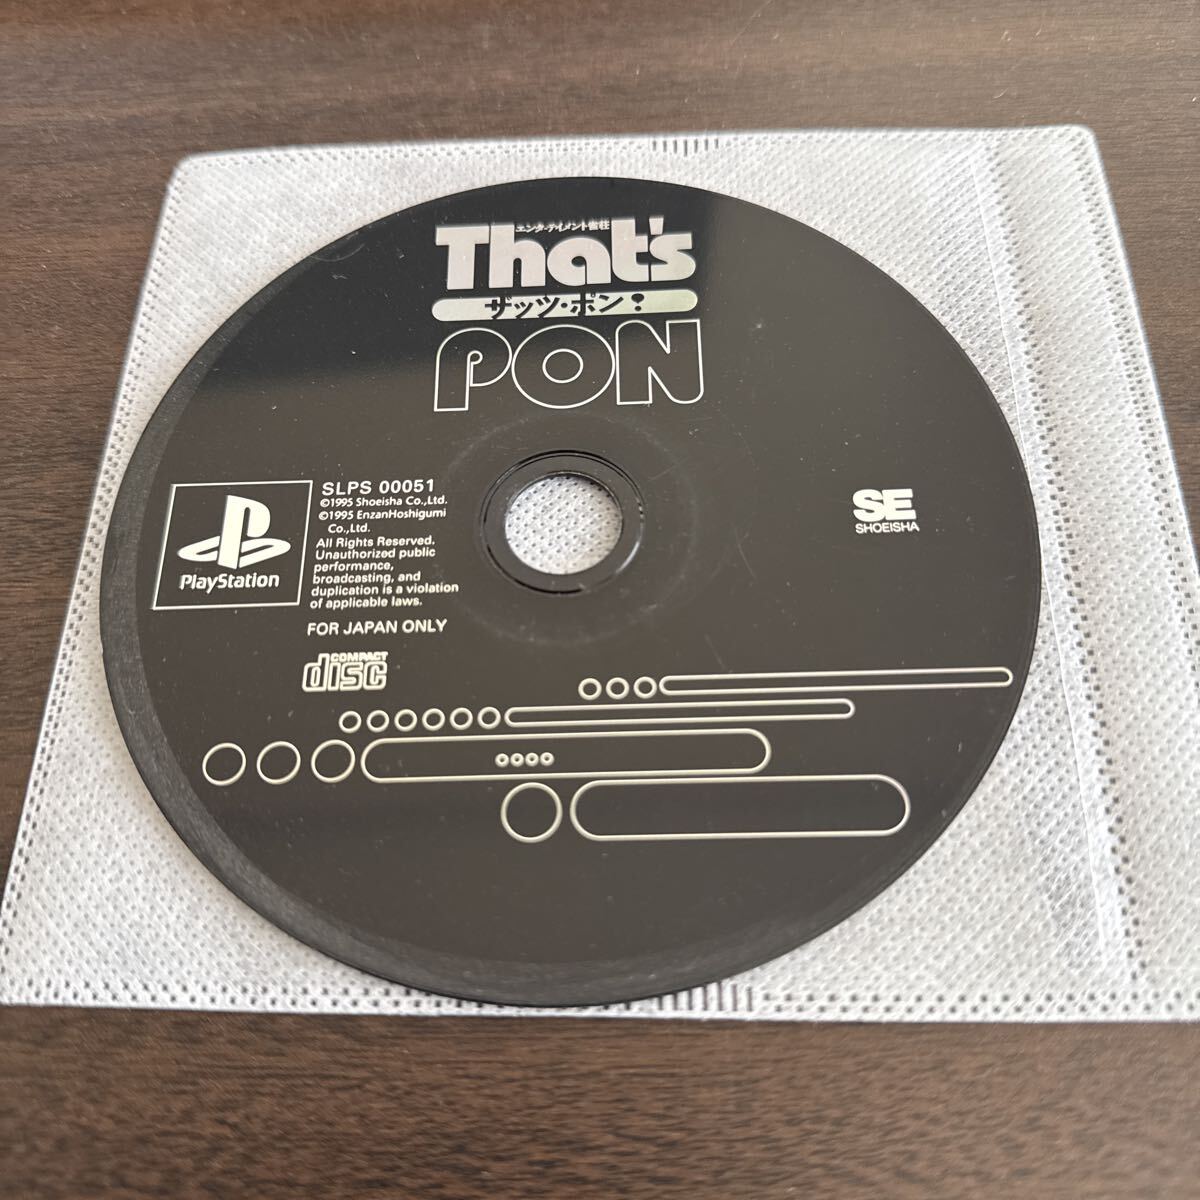 エンターテイメント雀荘
That's
ザッツ・ポン!
PON
SLPS 00051
©1995 Shoeisha Co.,Ltd.
©1995 EnzanHoshigumi
Co.,Ltd.
All Rights Reserved.
Unauthorized public
performance,
broadcasting, and
duplication is a violation
of applicable laws.
PlayStation
FOR JAPAN ONLY
COMPACT
disc
SE
SHOEISHA